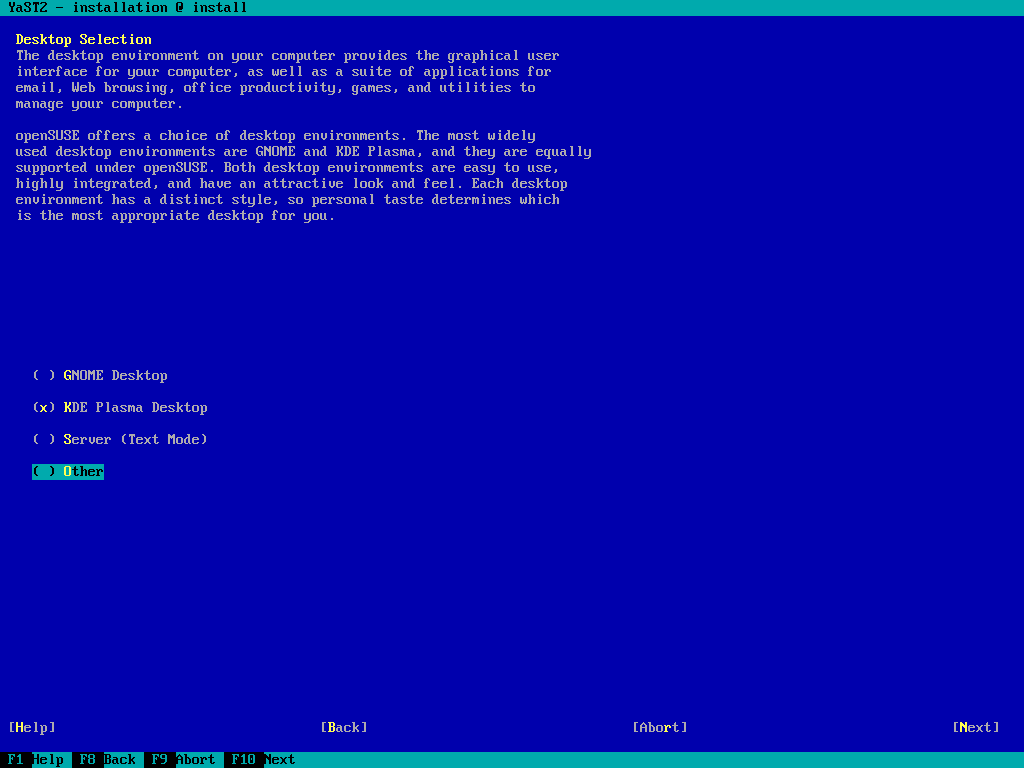 YaST2 - installation @ install
Desktop Selection
The desktop environment on your computer provides the graphical user
interface for your computer, as well as a suite of applications for
email, Web browsing, office productivity, games, and utilities to
manage your computer.
openSUSE offers a choice of desktop environments. The most widely
used desktop environments are GNOME and KDE Plasma, and they are equally
supported under openSUSE. Both desktop environments are easy to use,
highly integrated, and have an attractive look and feel. Each desktop
environment has a distinct style, so personal taste determines which
is the most appropriate desktop for you.
( ) GNOME Desktop
(x) KDE Plasma Desktop
( ) Server (Text Mode)
( ) Other
[Help] [Back] [Abort] [Next]
F1 Help F8 Back F9 Abort F10 Next